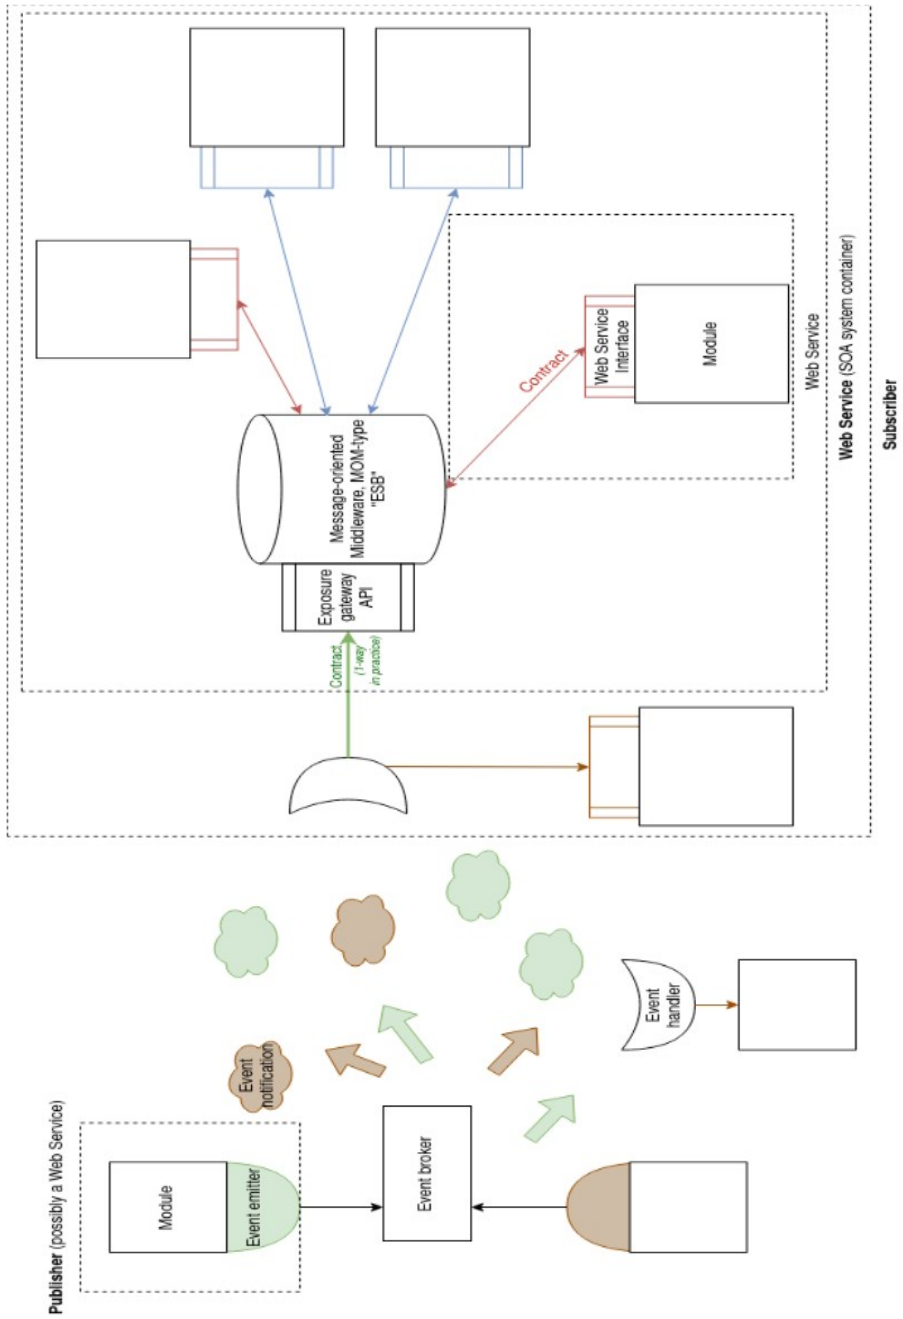 Publisher (possibly a Web Service)
Module
Event emitter
Event
notification
Event broker
Event
handler
Contract
(1-way
in practice)
Exposure
gateway
API
Message-oriented
Middleware, MOM-type
"ESB"
Contract
Web Service
Interface
Module
Web Service
Web Service (SOA system container)
Subscriber